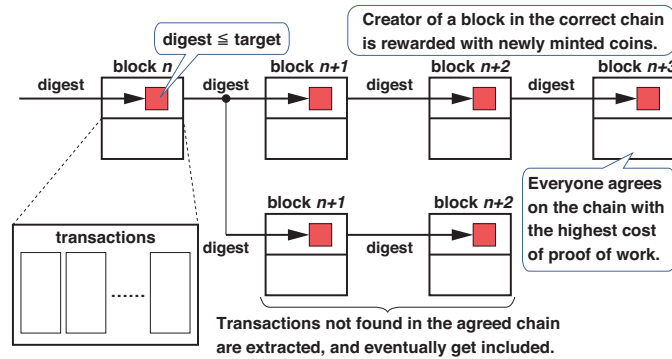 digest ≦ target
Creator of a block in the correct chain
is rewarded with newly minted coins.
block n
block n+1
block n+2
block n+3
digest
digest
digest
digest
Everyone agrees
on the chain with
the highest cost
of proof of work.
block n+1
block n+2
transactions
digest
digest
......
Transactions not found in the agreed chain
are extracted, and eventually get included.